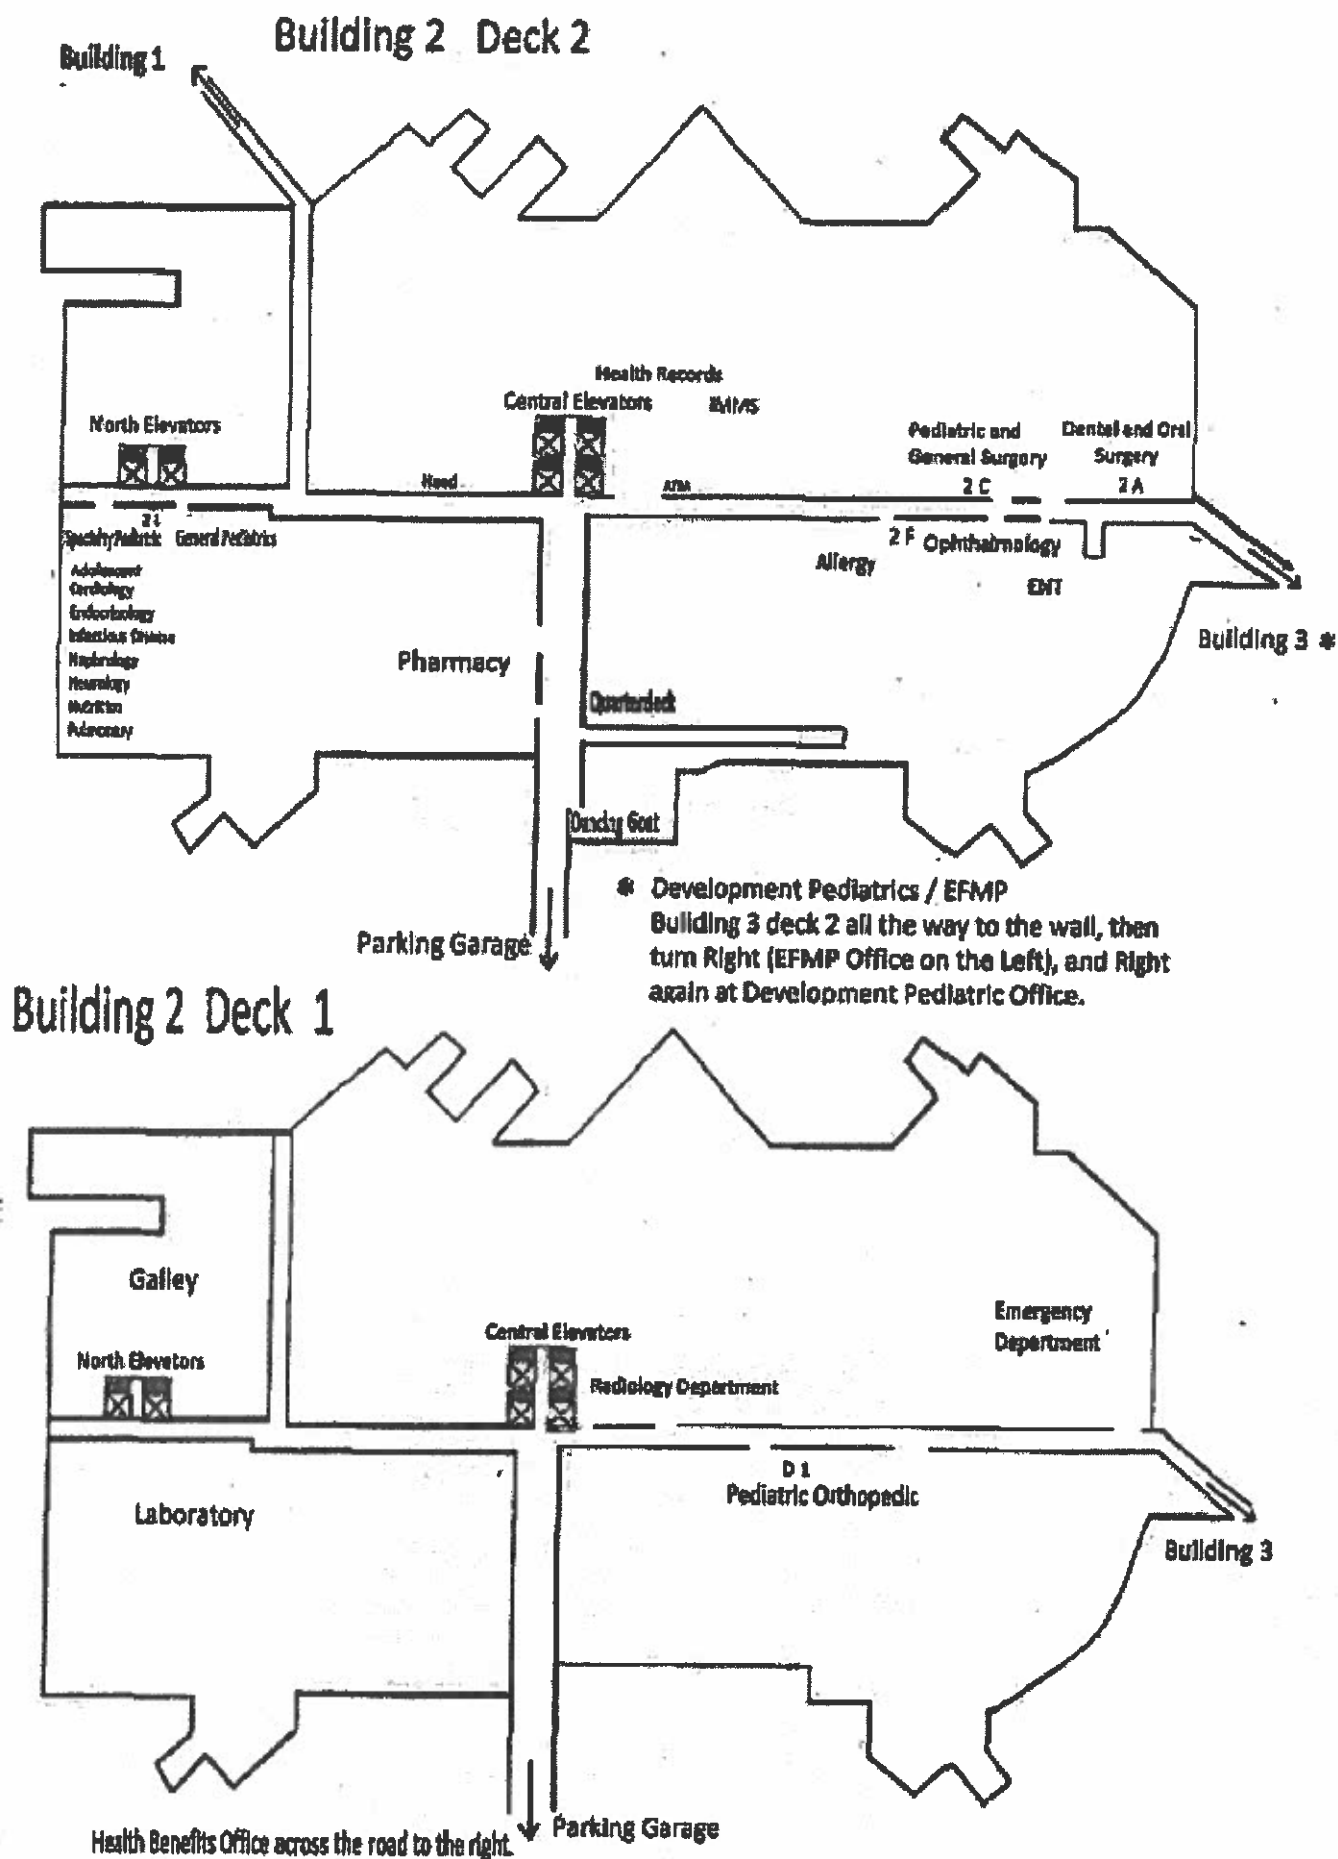 Building 2 Deck 2
Building 1
Health Records
Central Elevators
North Elevators
Pediatric and
General Surgery
2 C
Dental and Oral
Surgery
2 A
Head
Specialty Pediatric
General Pediatrics
Adolescent
Cardiology
Endocrinology
Infectious Disease
Nephrology
Neurology
Nutrition
Pulmonary
2 F
Ophthalmology
Allergy
ENT
Building 3 *
Pharmacy
Quarterdeck
Dancing Goat
Parking Garage
* Development Pediatrics / EFMP
Building 3 deck 2 all the way to the wall, then
turn Right (EFMP Office on the Left), and Right
again at Development Pediatric Office.
Building 2 Deck 1
Galley
North Elevators
Central Elevators
Radiology Department
Emergency
Department
D 1
Pediatric Orthopedic
Laboratory
Building 3
Parking Garage
Health Benefits Office across the road to the right.